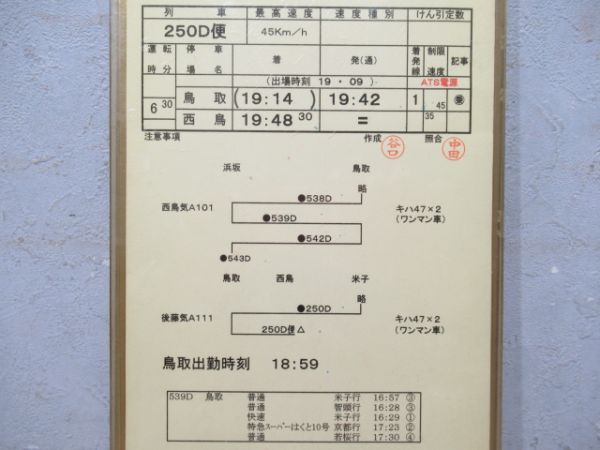 列 車 最高速度 速度種別 けん引定数
250D便 45Km/h
運転時分 停車場名 着 発(通) 着発線 制限速度 記事
(出場時刻 19・09) ATS電源
6 30 鳥取 (19:14) 19:42 1 45 乗
西鳥 19:48 30 = 35
注意事項 作成 谷口 照合 中田
浜坂 鳥取
略
●538D
西鳥気A101 キハ47×2
●539D (ワンマン車)
●542D
●543D
鳥取 西鳥 米子
略
●250D
後藤気A111 キハ47×2
250D便△ (ワンマン車)
鳥取出勤時刻 18:59
539D 鳥取 普通 米子行 16:57 ③
普通 智頭行 16:28 ③
快速 米子行 16:29 ①
特急スーパーはくと10号 京都行 17:23 ②
普通 若桜行 17:30 ④